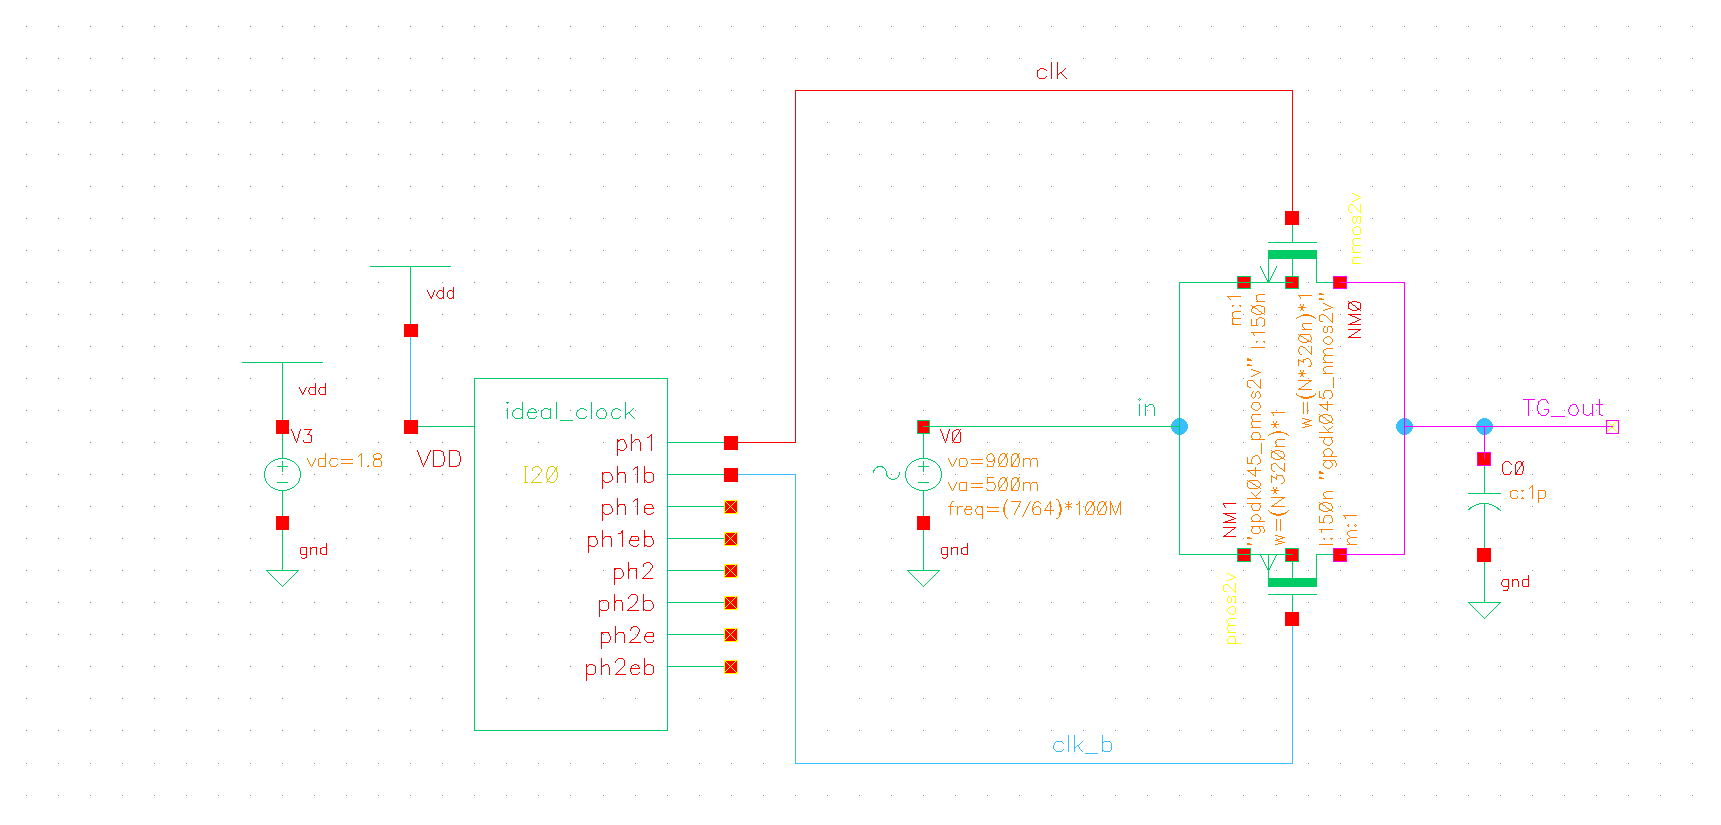 clk
nmos2v
vdd
vdd
V3
vdc=1.8
gnd
VDD
ideal_clock
I20
ph1
ph1b
ph1e
ph1eb
ph2
ph2b
ph2e
ph2eb
V0
vo=900m
va=500m
freq=(7/64)*100M
gnd
in
m:1
l:150n
"gpdk045_pmos2v"
w=(N*320n)*1
w=(N*320n)*1
"gpdk045_nmos2v"
l:150n
m:1
NM0
NM1
pmos2v
TG_out
C0
c:1p
gnd
clk_b